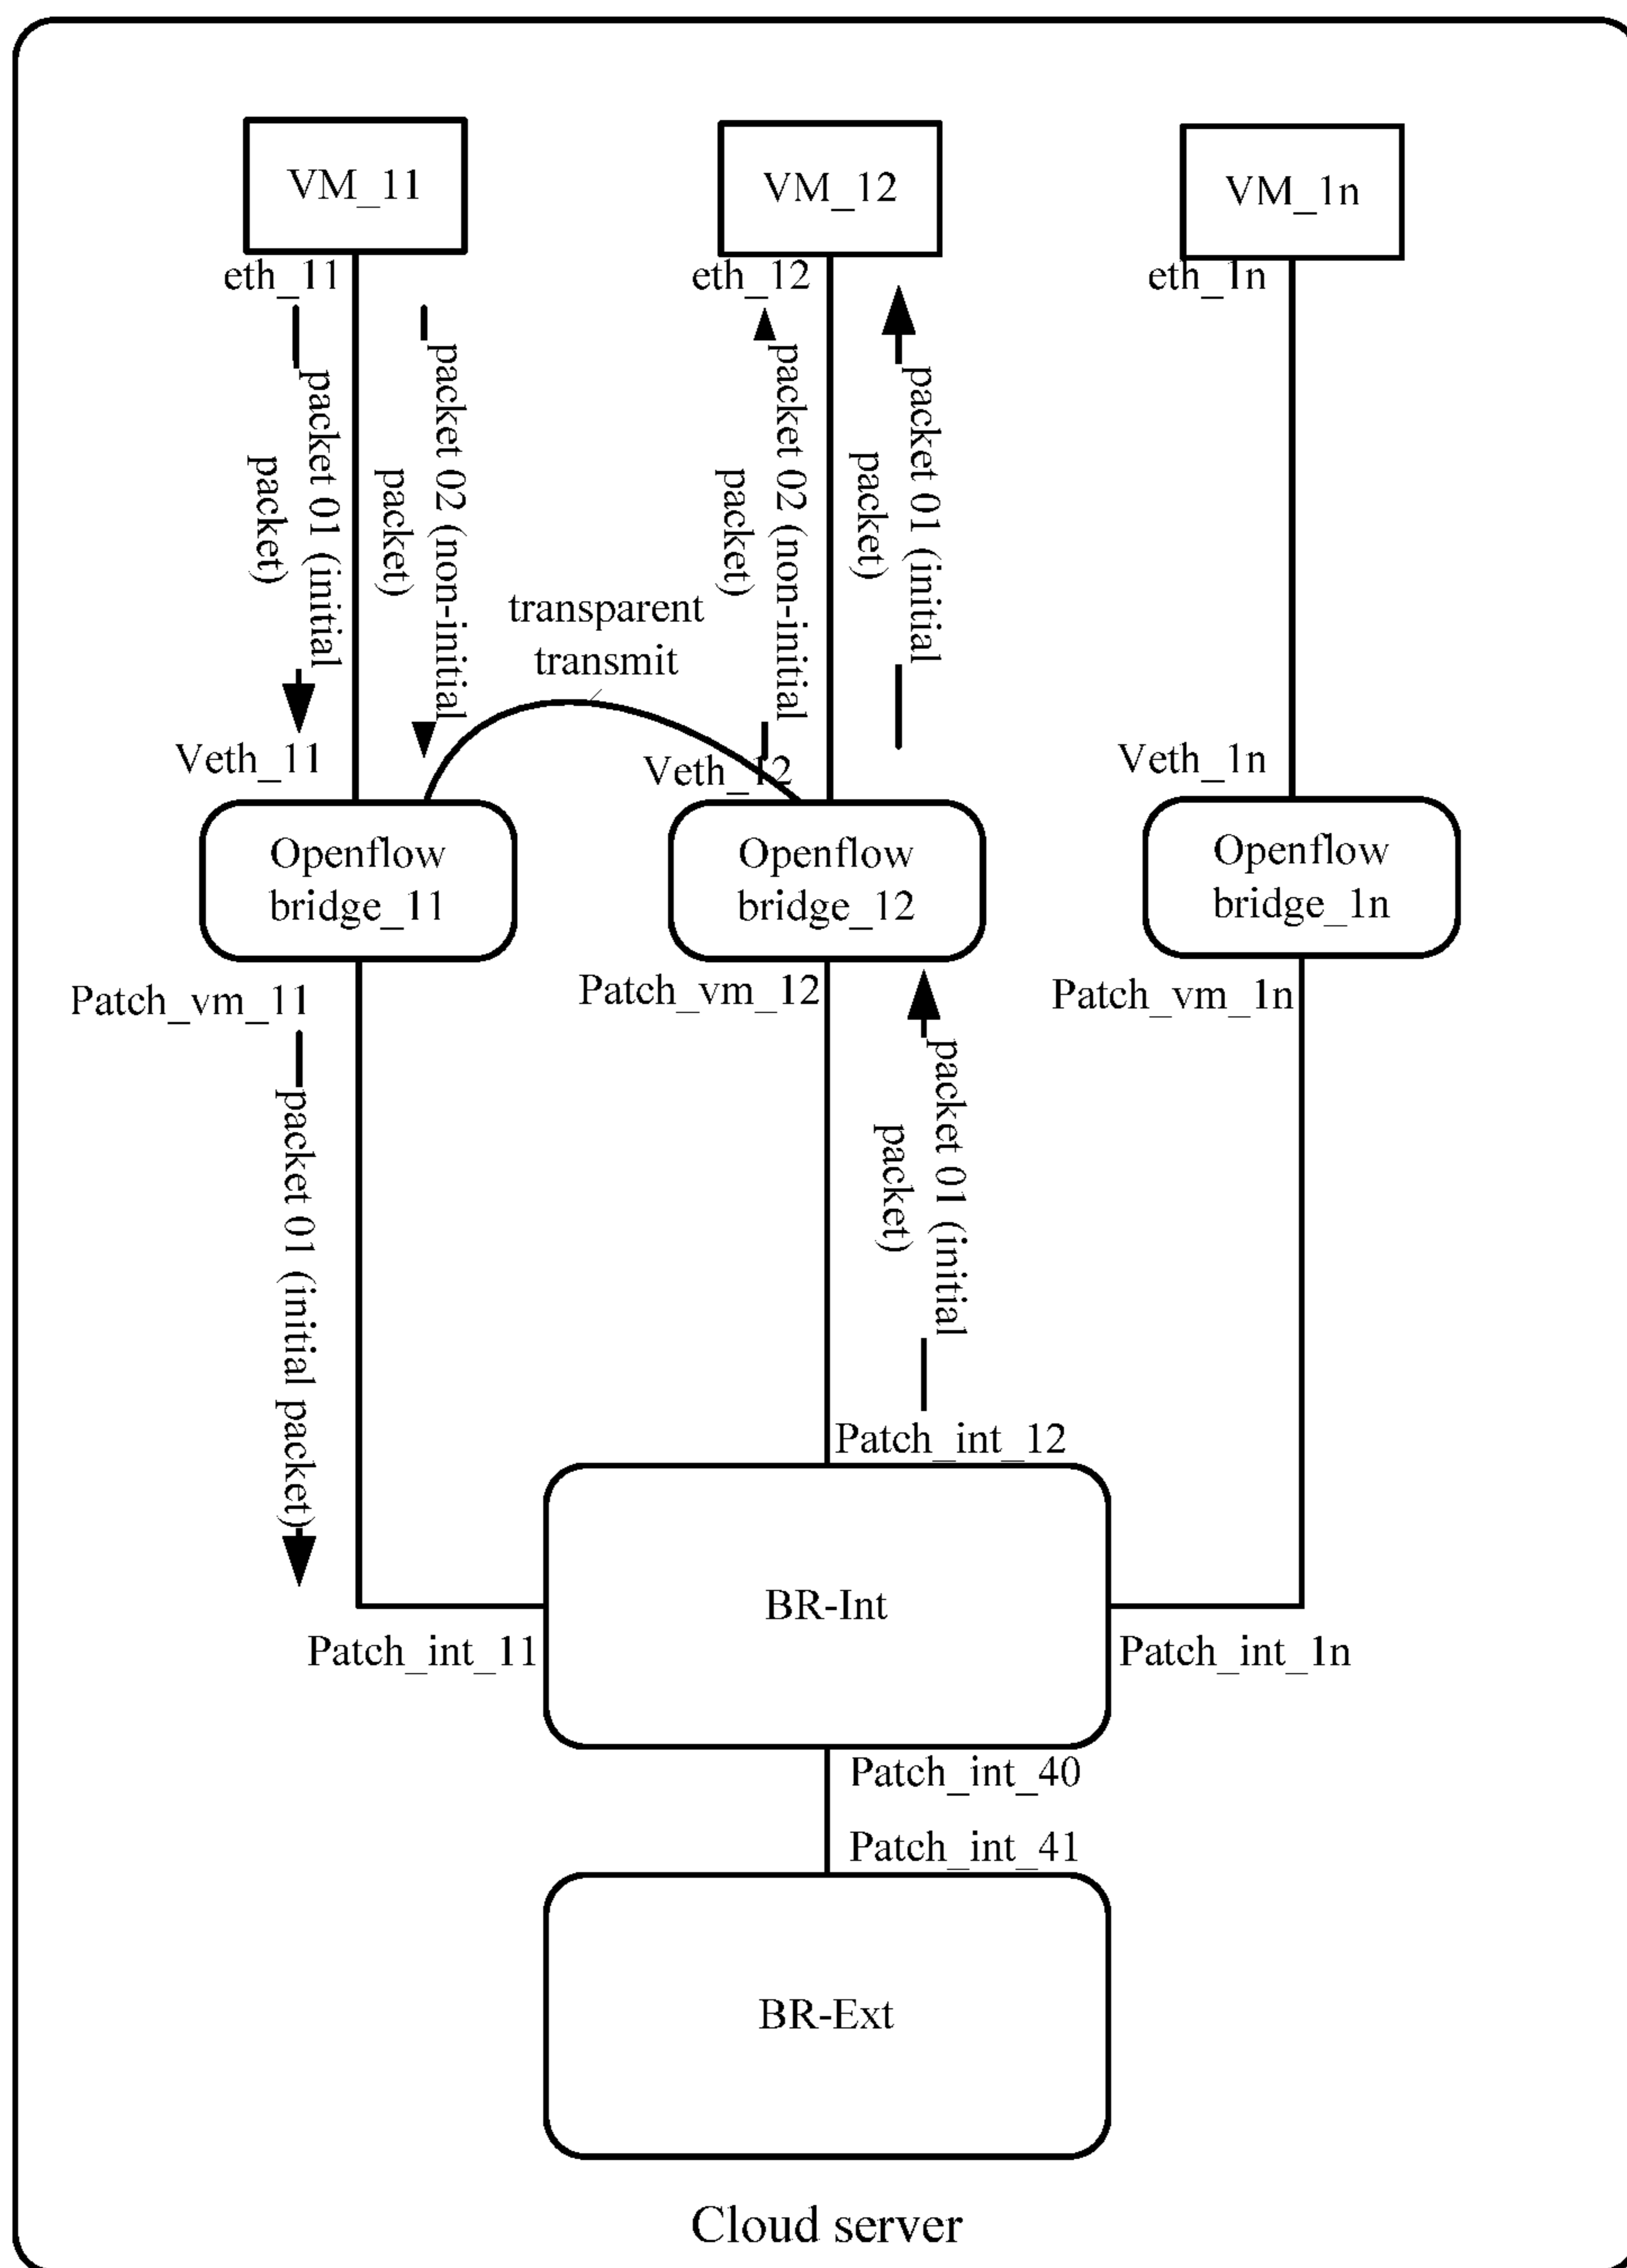 VM_11
VM_12
VM_1n
eth_11
eth_12
eth_1n
packet 01 (initial
packet)
packet 02 (non-initial
packet)
packet 02 (non-initial
packet)
packet 01 (initial
packet)
transparent
transmit
Veth_11
Veth_12
Veth_1n
Openflow
bridge_11
Openflow
bridge_12
Openflow
bridge_1n
Patch_vm_11
Patch_vm_12
Patch_vm_1n
packet 01 (initial packet)
packet 01 (initial
packet)
Patch_int_12
BR-Int
Patch_int_11
Patch_int_1n
Patch_int_40
Patch_int_41
BR-Ext
Cloud server